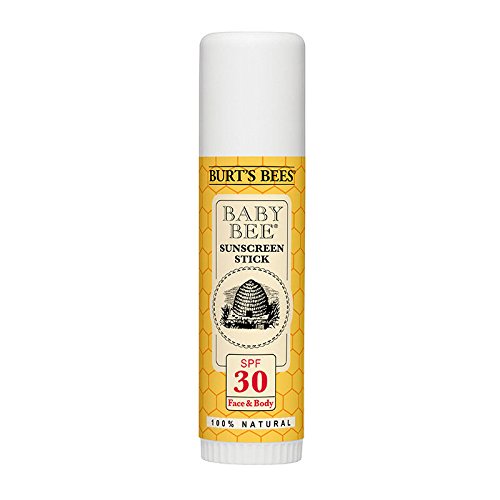 BURT'S BEES®
BABY
BEE®
SUNSCREEN
STICK
SPF
30
Face & Body
100% NATURAL